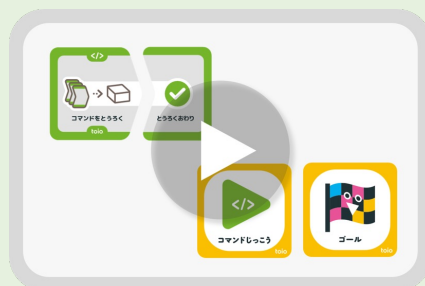 </>
コマンドをとうろく
とうろくおわり
toio
</>
コマンドじっこう
toio
ゴール
toio